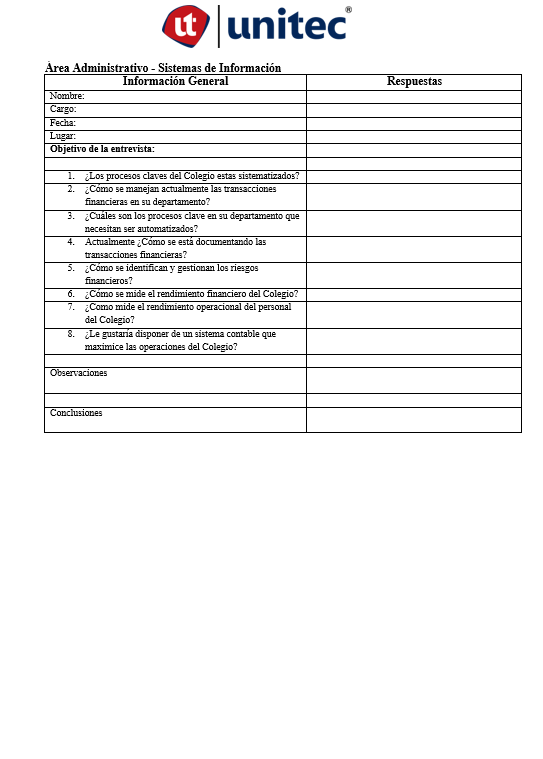 ut unitec®
Área Administrativo - Sistemas de Información
Información General Respuestas
Nombre:
Cargo:
Fecha:
Lugar:
Objetivo de la entrevista:
1. ¿Los procesos claves del Colegio estas sistematizados?
2. ¿Cómo se manejan actualmente las transacciones
financieras en su departamento?
3. ¿Cuáles son los procesos clave en su departamento que
necesitan ser automatizados?
4. Actualmente ¿Cómo se está documentando las
transacciones financieras?
5. ¿Cómo se identifican y gestionan los riesgos
financieros?
6. ¿Cómo se mide el rendimiento financiero del Colegio?
7. ¿Como mide el rendimiento operacional del personal
del Colegio?
8. ¿Le gustaría disponer de un sistema contable que
maximice las operaciones del Colegio?
Observaciones
Conclusiones